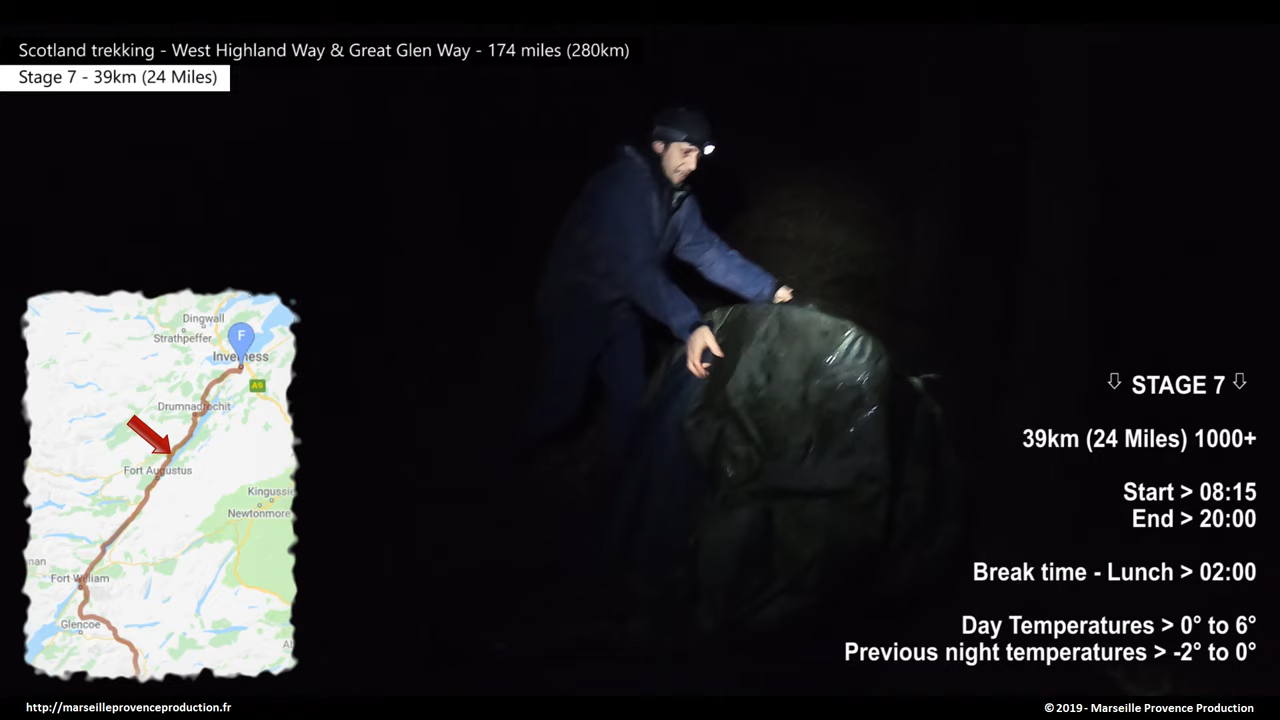 Scotland trekking - West Highland Way & Great Glen Way - 174 miles (280km)
Stage 7 - 39km (24 Miles)
Dingwall
Strathpeffer
F
Inverness
A9
Drumnadrochit
Fort Augustus
Kingussie
Newtonmore
man
Fort William
Glencoe
⇩ STAGE 7 ⇩
39km (24 Miles) 1000+
Start > 08:15
End > 20:00
Break time - Lunch > 02:00
Day Temperatures > 0° to 6°
Previous night temperatures > -2° to 0°
http://marseilleprovenceproduction.fr
© 2019 - Marseille Provence Production